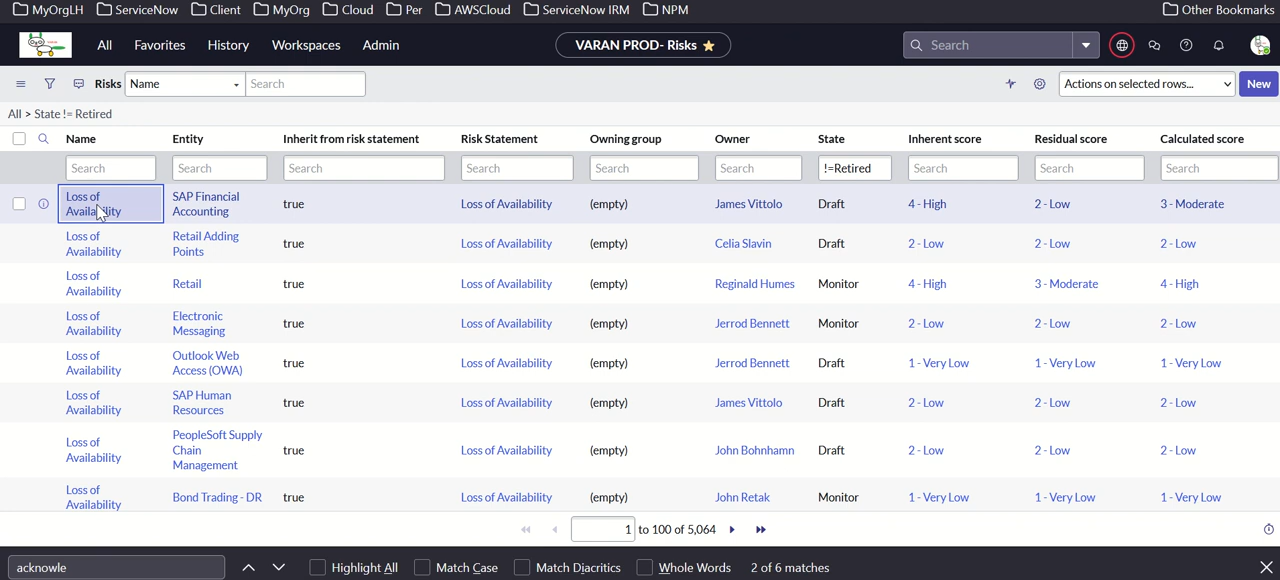 MyOrgLH ServiceNow Client MyOrg Cloud Per AWSCloud ServiceNow IRM NPM Other Bookmarks
All Favorites History Workspaces Admin VARAN PROD- Risks Search
Risks Name Search Actions on selected rows... New
All > State != Retired
Name Entity Inherit from risk statement Risk Statement Owning group Owner State Inherent score Residual score Calculated score
Search Search Search Search Search Search !=Retired Search Search Search
Loss of Availability SAP Financial Accounting true Loss of Availability (empty) James Vittolo Draft 4 - High 2 - Low 3 - Moderate
Loss of Availability Retail Adding Points true Loss of Availability (empty) Celia Slavin Draft 2 - Low 2 - Low 2 - Low
Loss of Availability Retail true Loss of Availability (empty) Reginald Humes Monitor 4 - High 3 - Moderate 4 - High
Loss of Availability Electronic Messaging true Loss of Availability (empty) Jerrod Bennett Monitor 2 - Low 2 - Low 2 - Low
Loss of Availability Outlook Web Access (OWA) true Loss of Availability (empty) Jerrod Bennett Draft 1 - Very Low 1 - Very Low 1 - Very Low
Loss of Availability SAP Human Resources true Loss of Availability (empty) James Vittolo Draft 2 - Low 2 - Low 2 - Low
Loss of Availability PeopleSoft Supply Chain Management true Loss of Availability (empty) John Bohnhamn Draft 2 - Low 2 - Low 2 - Low
Loss of Availability Bond Trading - DR true Loss of Availability (empty) John Retak Monitor 1 - Very Low 1 - Very Low 1 - Very Low
1 to 100 of 5,064
acknowle Highlight All Match Case Match Diacritics Whole Words 2 of 6 matches